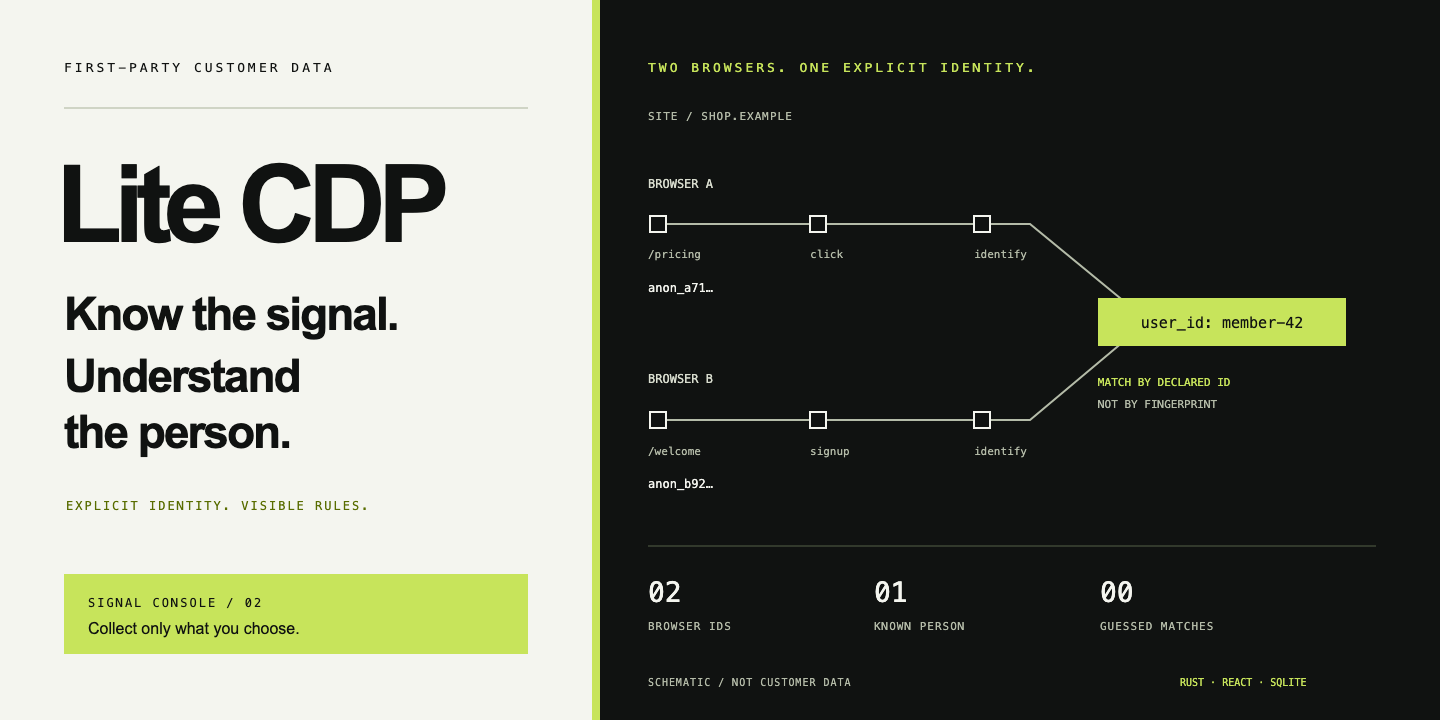 FIRST–PARTY CUSTOMER DATA
Lite CDP
Know the signal.
Understand
the person.
EXPLICIT IDENTITY. VISIBLE RULES.
SIGNAL CONSOLE / 02
Collect only what you choose.
TWO BROWSERS. ONE EXPLICIT IDENTITY.
SITE / SHOP.EXAMPLE
BROWSER A
/pricing click identify
anon_a71…
user_id: member–42
MATCH BY DECLARED ID
NOT BY FINGERPRINT
BROWSER B
/welcome signup identify
anon_b92…
02 01 00
BROWSER IDS KNOWN PERSON GUESSED MATCHES
SCHEMATIC / NOT CUSTOMER DATA RUST · REACT · SQLITE